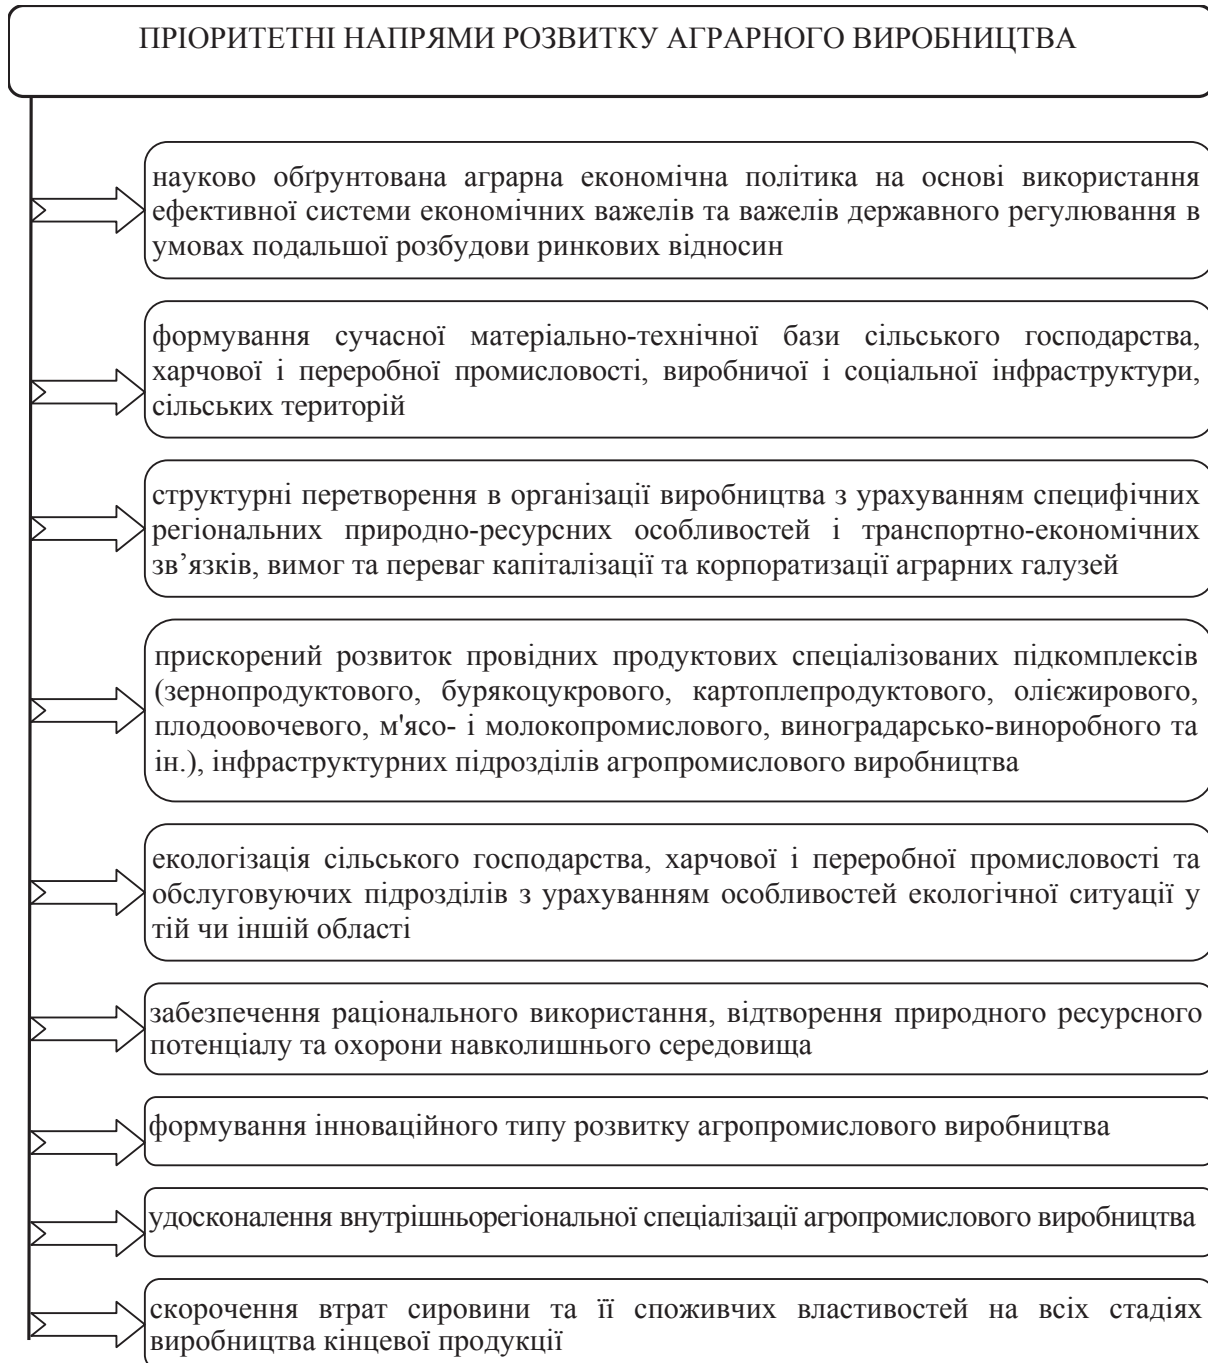 ПРІОРИТЕТНІ НАПРЯМИ РОЗВИТКУ АГРАРНОГО ВИРОБНИЦТВА
науково обґрунтована аграрна економічна політика на основі використання
ефективної системи економічних важелів та важелів державного регулювання в
умовах подальшої розбудови ринкових відносин
формування сучасної матеріально-технічної бази сільського господарства,
харчової і переробної промисловості, виробничої і соціальної інфраструктури,
сільських територій
структурні перетворення в організації виробництва з урахуванням специфічних
регіональних природно-ресурсних особливостей і транспортно-економічних
зв’язків, вимог та переваг капіталізації та корпоратизації аграрних галузей
прискорений розвиток провідних продуктових спеціалізованих підкомплексів
(зернопродуктового, бурякоцукрового, картоплепродуктового, олієжирового,
плодоовочевого, м'ясо- і молокопромислового, виноградарсько-виноробного та
ін.), інфраструктурних підрозділів агропромислового виробництва
екологізація сільського господарства, харчової і переробної промисловості та
обслуговуючих підрозділів з урахуванням особливостей екологічної ситуації у
тій чи іншій області
забезпечення раціонального використання, відтворення природного ресурсного
потенціалу та охорони навколишнього середовища
формування інноваційного типу розвитку агропромислового виробництва
удосконалення внутрішньорегіональної спеціалізації агропромислового виробництва
скорочення втрат сировини та її споживчих властивостей на всіх стадіях
виробництва кінцевої продукції